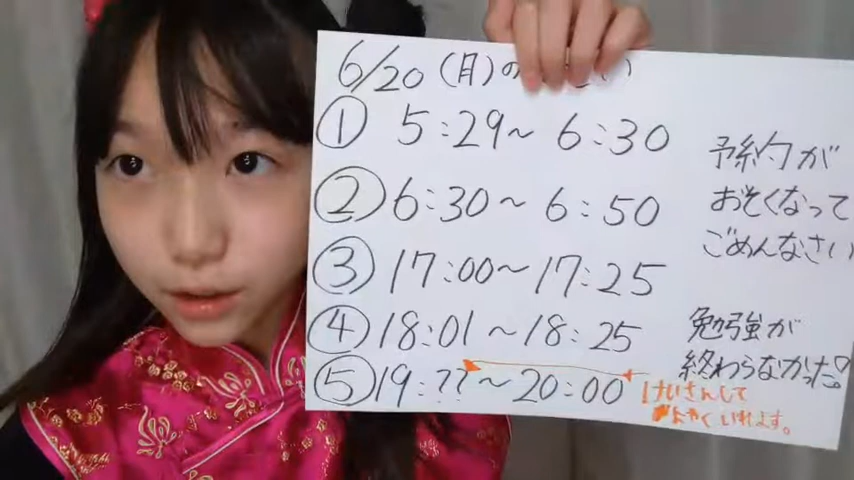 6/20 (月)の
① 5:29~6:30
② 6:30~6:50
③ 17:00~17:25
④ 18:01~18:25
⑤ 19:??~20:00
予約が
おそくなって
ごめんなさい
勉強が
終わらなかった。
けいさんして
よやくいれます。